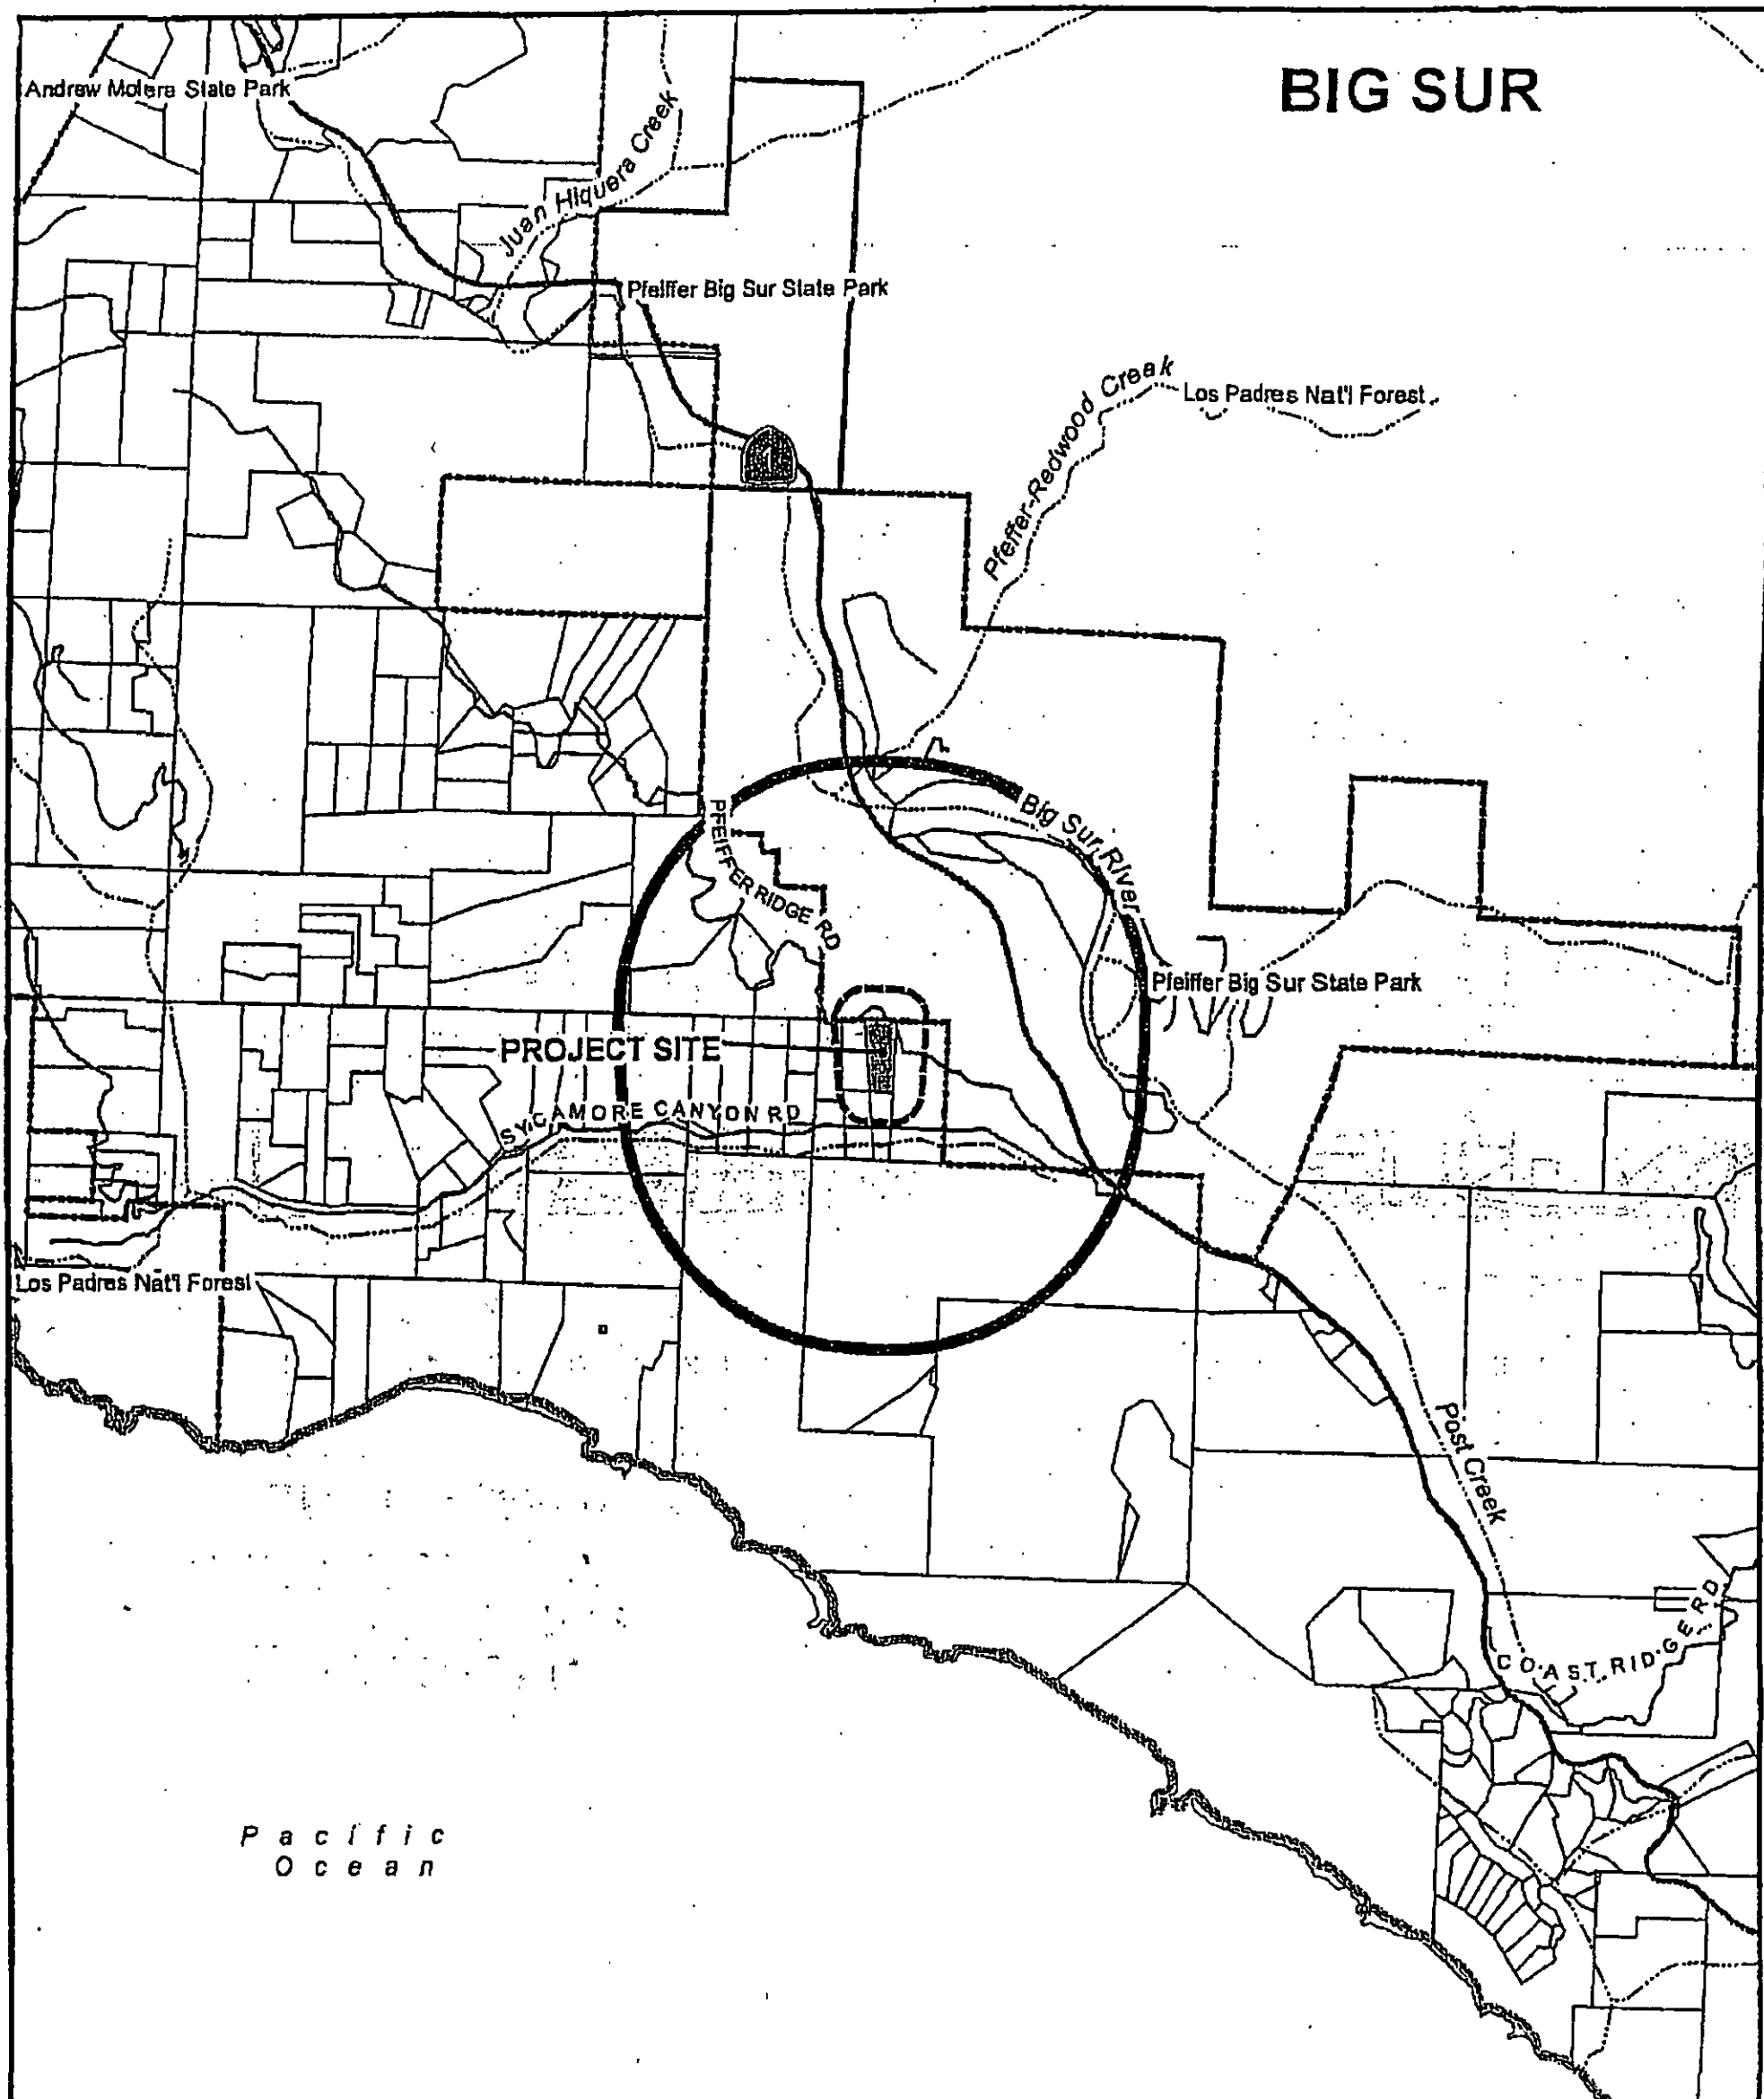 BIG SUR
Andrew Molera State Park
Juan Hiquera Creek
Pfeiffer Big Sur State Park
Pfeffer-Redwood Creek
Los Padres Nat'l Forest
1
Big Sur River
PFEIFFER RIDGE RD
Pfeiffer Big Sur State Park
PROJECT SITE
SYCAMORE CANYON RD
Los Padres Nat'l Forest
Post Creek
COAST RIDGE RD
Pacific
Ocean